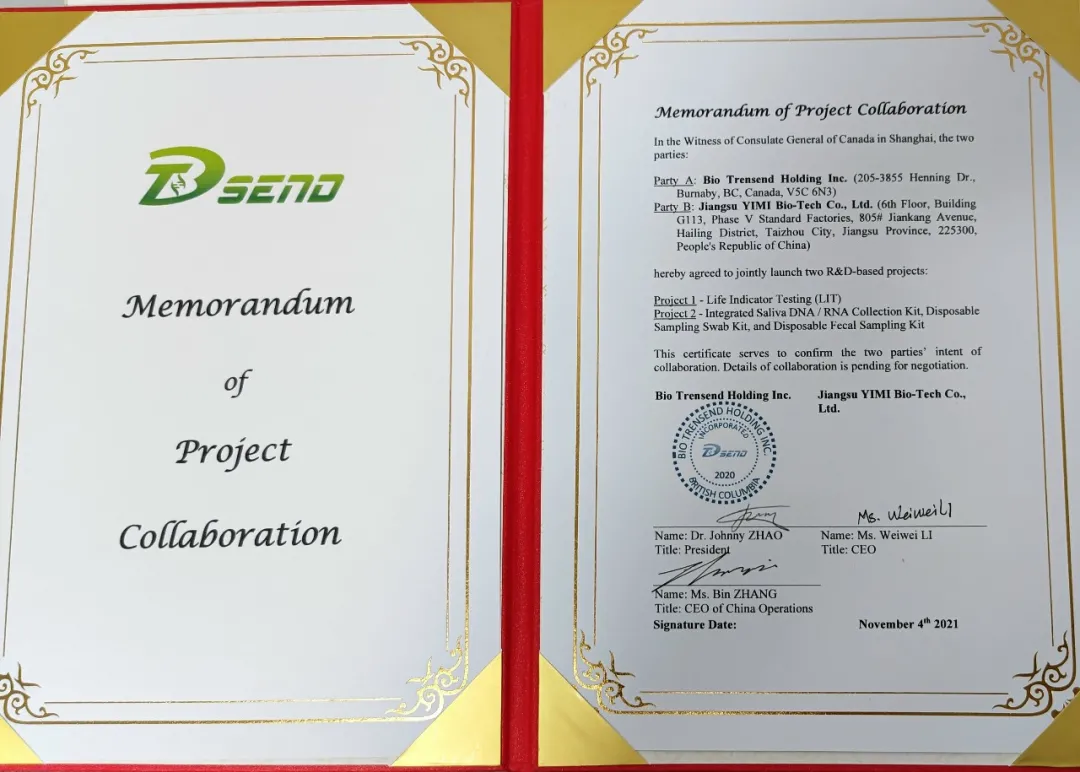 BSEND
Memorandum
of
Project
Collaboration
Memorandum of Project Collaboration
In the Witness of Consulate General of Canada in Shanghai, the two
parties:
Party A: Bio Trensend Holding Inc. (205-3855 Henning Dr.,
Burnaby, BC, Canada, V5C 6N3)
Party B: Jiangsu YIMI Bio-Tech Co., Ltd. (6th Floor, Building
G113, Phase V Standard Factories, 805# Jiankang Avenue,
Hailing District, Taizhou City, Jiangsu Province, 225300,
People's Republic of China)
hereby agreed to jointly launch two R&D-based projects:
Project 1 - Life Indicator Testing (LIT)
Project 2 - Integrated Saliva DNA / RNA Collection Kit, Disposable
Sampling Swab Kit, and Disposable Fecal Sampling Kit
This certificate serves to confirm the two parties' intent of
collaboration. Details of collaboration is pending for negotiation.
Bio Trensend Holding Inc. Jiangsu YIMI Bio-Tech Co.,
Ltd.
BIO TRENSEND HOLDING INC.
INCORPORATED
BSEND
2020
BRITISH COLUMBIA
Ms. Weiwei LI
Name: Dr. Johnny ZHAO Name: Ms. Weiwei LI
Title: President Title: CEO
Name: Ms. Bin ZHANG
Title: CEO of China Operations
Signature Date: November 4th 2021